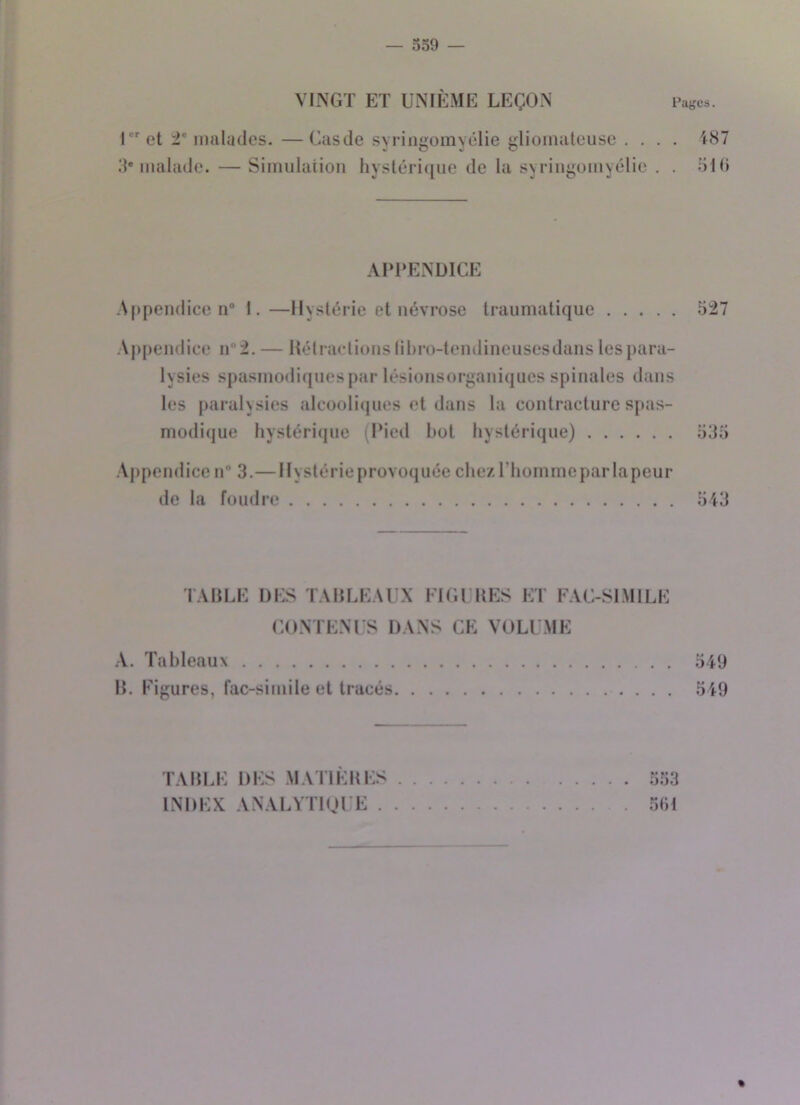 — 559 —
VINGT ET UNIÈME LEÇON Pages.
1er et 2e malades. — Cas de syringomyélie gliomateuse . . . . 487
3e malade. — Simulation hystérique de la syringomyélie . . 516
APPENDICE
Appendice n° 1. — Hystérie et névrose traumatique . . . . . 527
Appendice n° 2. — Rétractions fibro-tendineuses dans les para-
lysies spasmodiques par lésions organiques spinales dans
les paralysies alcooliques et dans la contracture spas-
modique hystérique (Pied bot hystérique) . . . . . . 535
Appendice n° 3. — Hystérie provoquée chez l'homme par la peur
de la foudre . . . . . . . . . . . . . . . . . . . . . . . . 543
TABLE DES TABLEAUX FIGURES ET FAC-SIMILE
CONTENUS DANS CE VOLUME
A. Tableaux . . . . . . . . . . . . . . . . . . . . . . . . . . . 549
B. Figures, fac-simile et tracés. . . . . . . . . . . . . . . . . . 549
TABLE DES MATIÈRES . . . . . . . . . . . . . . 553
INDEX ANALYTIQUE . . . . . . . . . . . . . . . 561